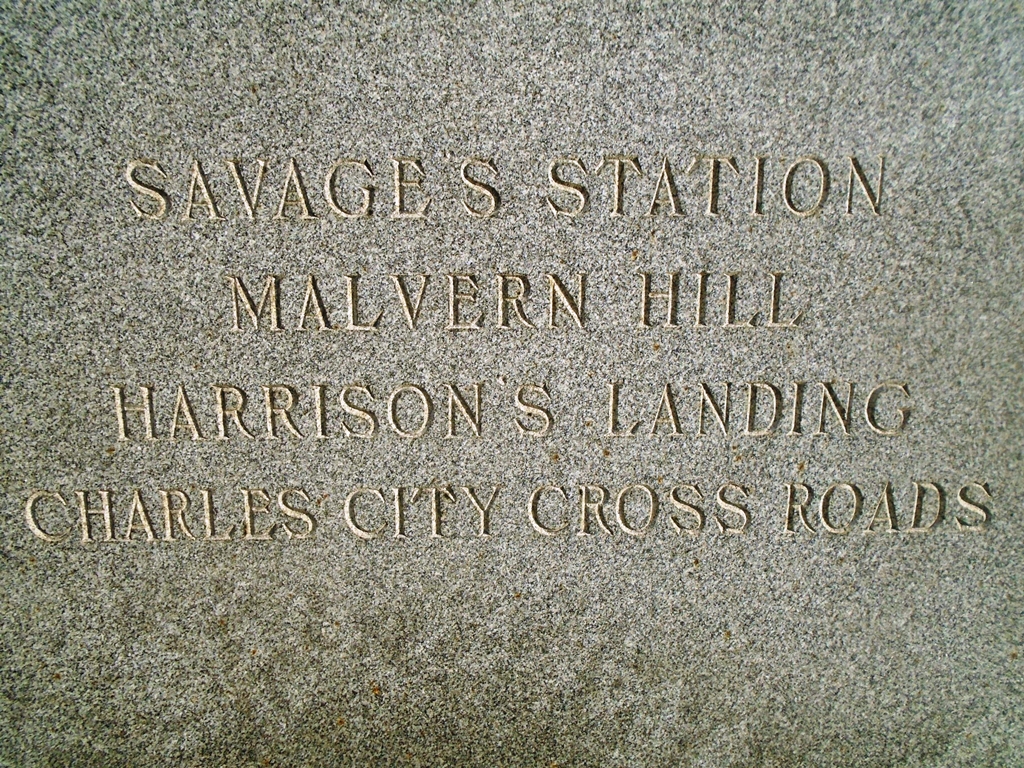 SAVAGE'S STATION
MALVERN HILL
HARRISON'S LANDING
CHARLES CITY CROSS ROADS